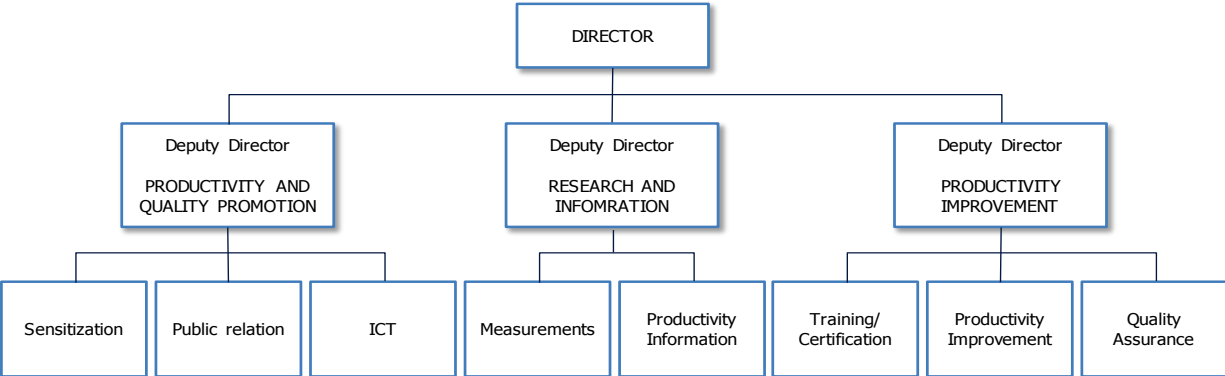 DIRECTOR
Deputy Director
PRODUCTIVITY AND
QUALITY PROMOTION
Deputy Director
RESEARCH AND
INFOMRATION
Deputy Director
PRODUCTIVITY
IMPROVEMENT
Sensitization
Public relation
ICT
Measurements
Productivity
Information
Training/
Certification
Productivity
Improvement
Quality
Assurance